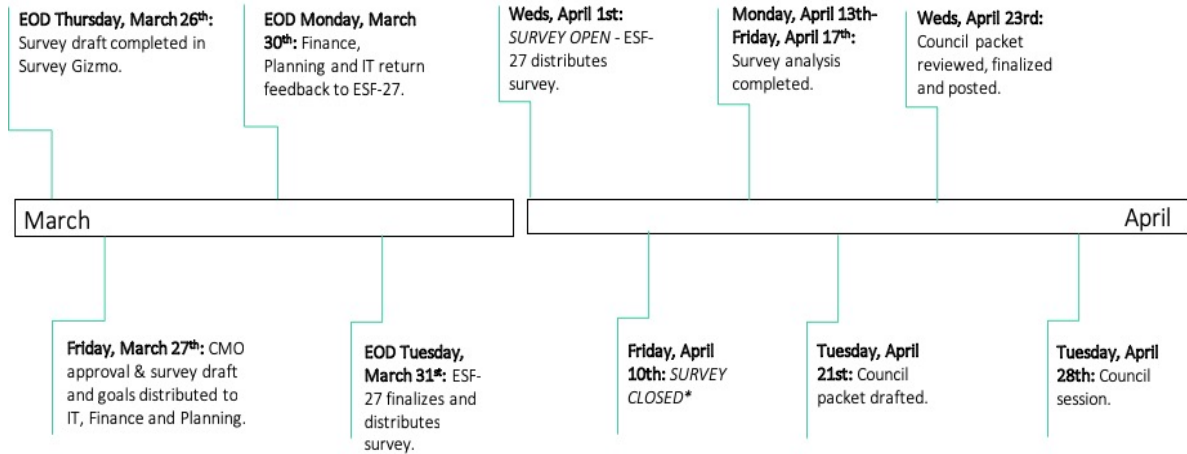 EOD Thursday, March 26th:
Survey draft completed in
Survey Gizmo.
EOD Monday, March
30th: Finance,
Planning and IT return
feedback to ESF-27.
Weds, April 1st:
SURVEY OPEN - ESF-
27 distributes
survey.
Monday, April 13th-
Friday, April 17th:
Survey analysis
completed.
Weds, April 23rd:
Council packet
reviewed, finalized
and posted.
March
April
Friday, March 27th: CMO
approval & survey draft
and goals distributed to
IT, Finance and Planning.
EOD Tuesday,
March 31st: ESF-
27 finalizes and
distributes
survey.
Friday, April
10th: SURVEY
CLOSED*
Tuesday, April
21st: Council
packet drafted.
Tuesday, April
28th: Council
session.